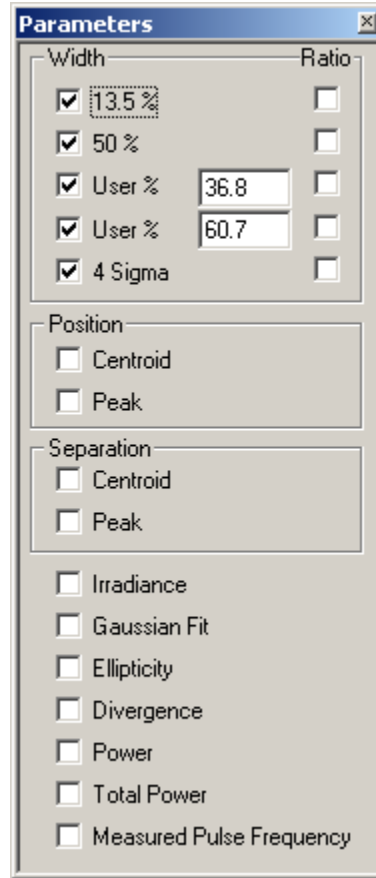 Parameters
Width Ratio
13.5 %
50 %
User % 36.8
User % 60.7
4 Sigma
Position
Centroid
Peak
Separation
Centroid
Peak
Irradiance
Gaussian Fit
Ellipticity
Divergence
Power
Total Power
Measured Pulse Frequency